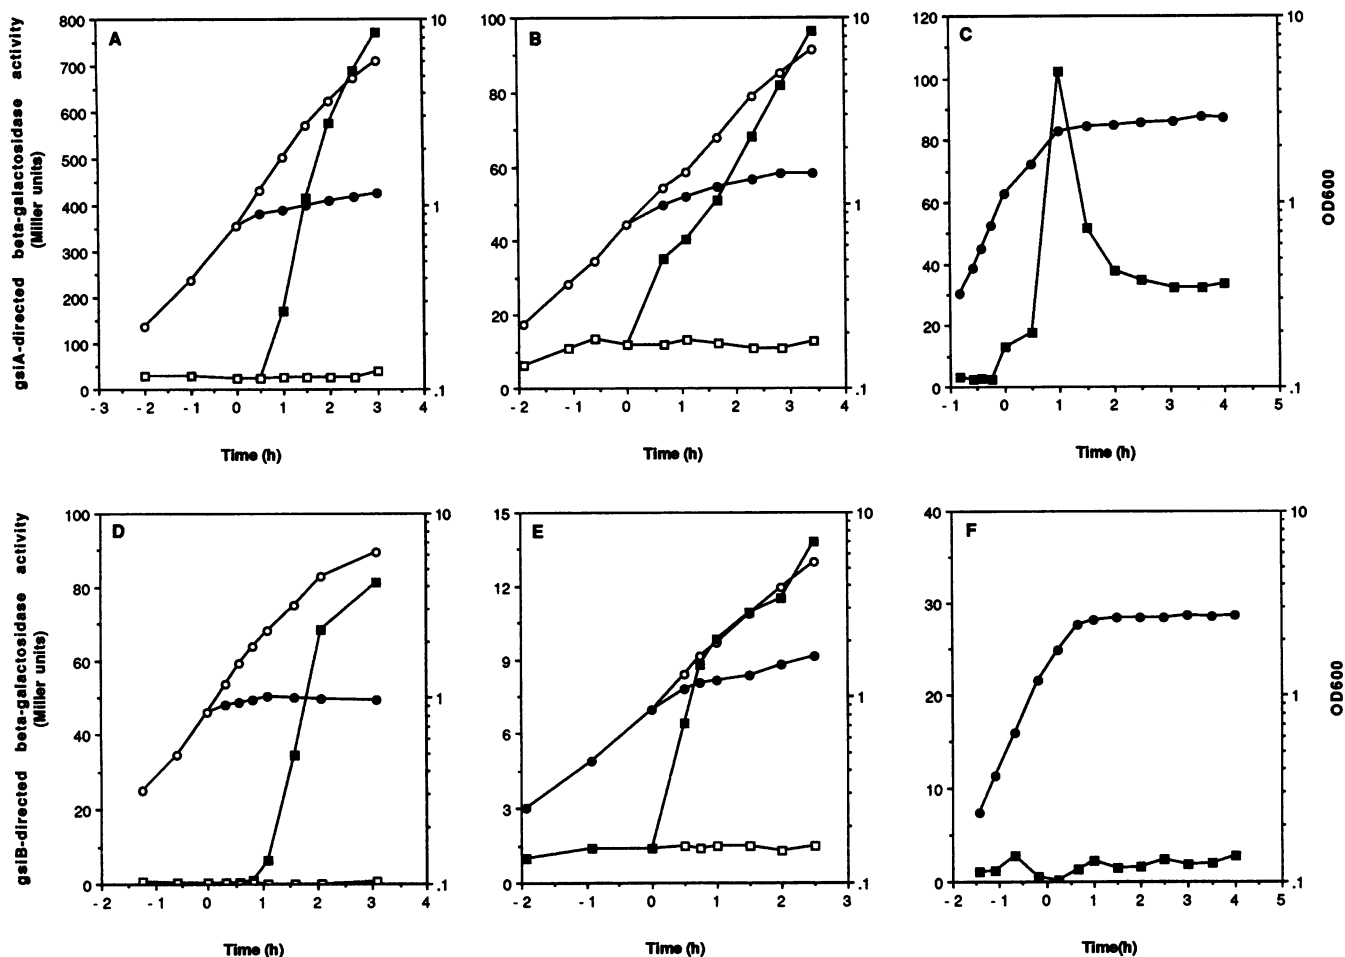 gsiA-directed beta-galactosidase activity
(Miller units)
A
800
700
600
500
400
300
200
100
0
10
1
.1
-3 -2 -1 0 1 2 3 4
Time (h)
B
100
80
60
40
20
0
10
1
.1
-2 -1 0 1 2 3 4
Time (h)
C
120
100
80
60
40
20
0
10
1
.1
-1 0 1 2 3 4 5
Time (h)
OD600
gsiB-directed beta-galactosidase activity
(Miller units)
D
100
80
60
40
20
0
10
1
.1
-2 -1 0 1 2 3 4
Time (h)
E
15
12
9
6
3
0
10
1
.1
-2 -1 0 1 2 3
Time (h)
F
40
30
20
10
0
10
1
.1
-2 -1 0 1 2 3 4 5
Time(h)
OD600